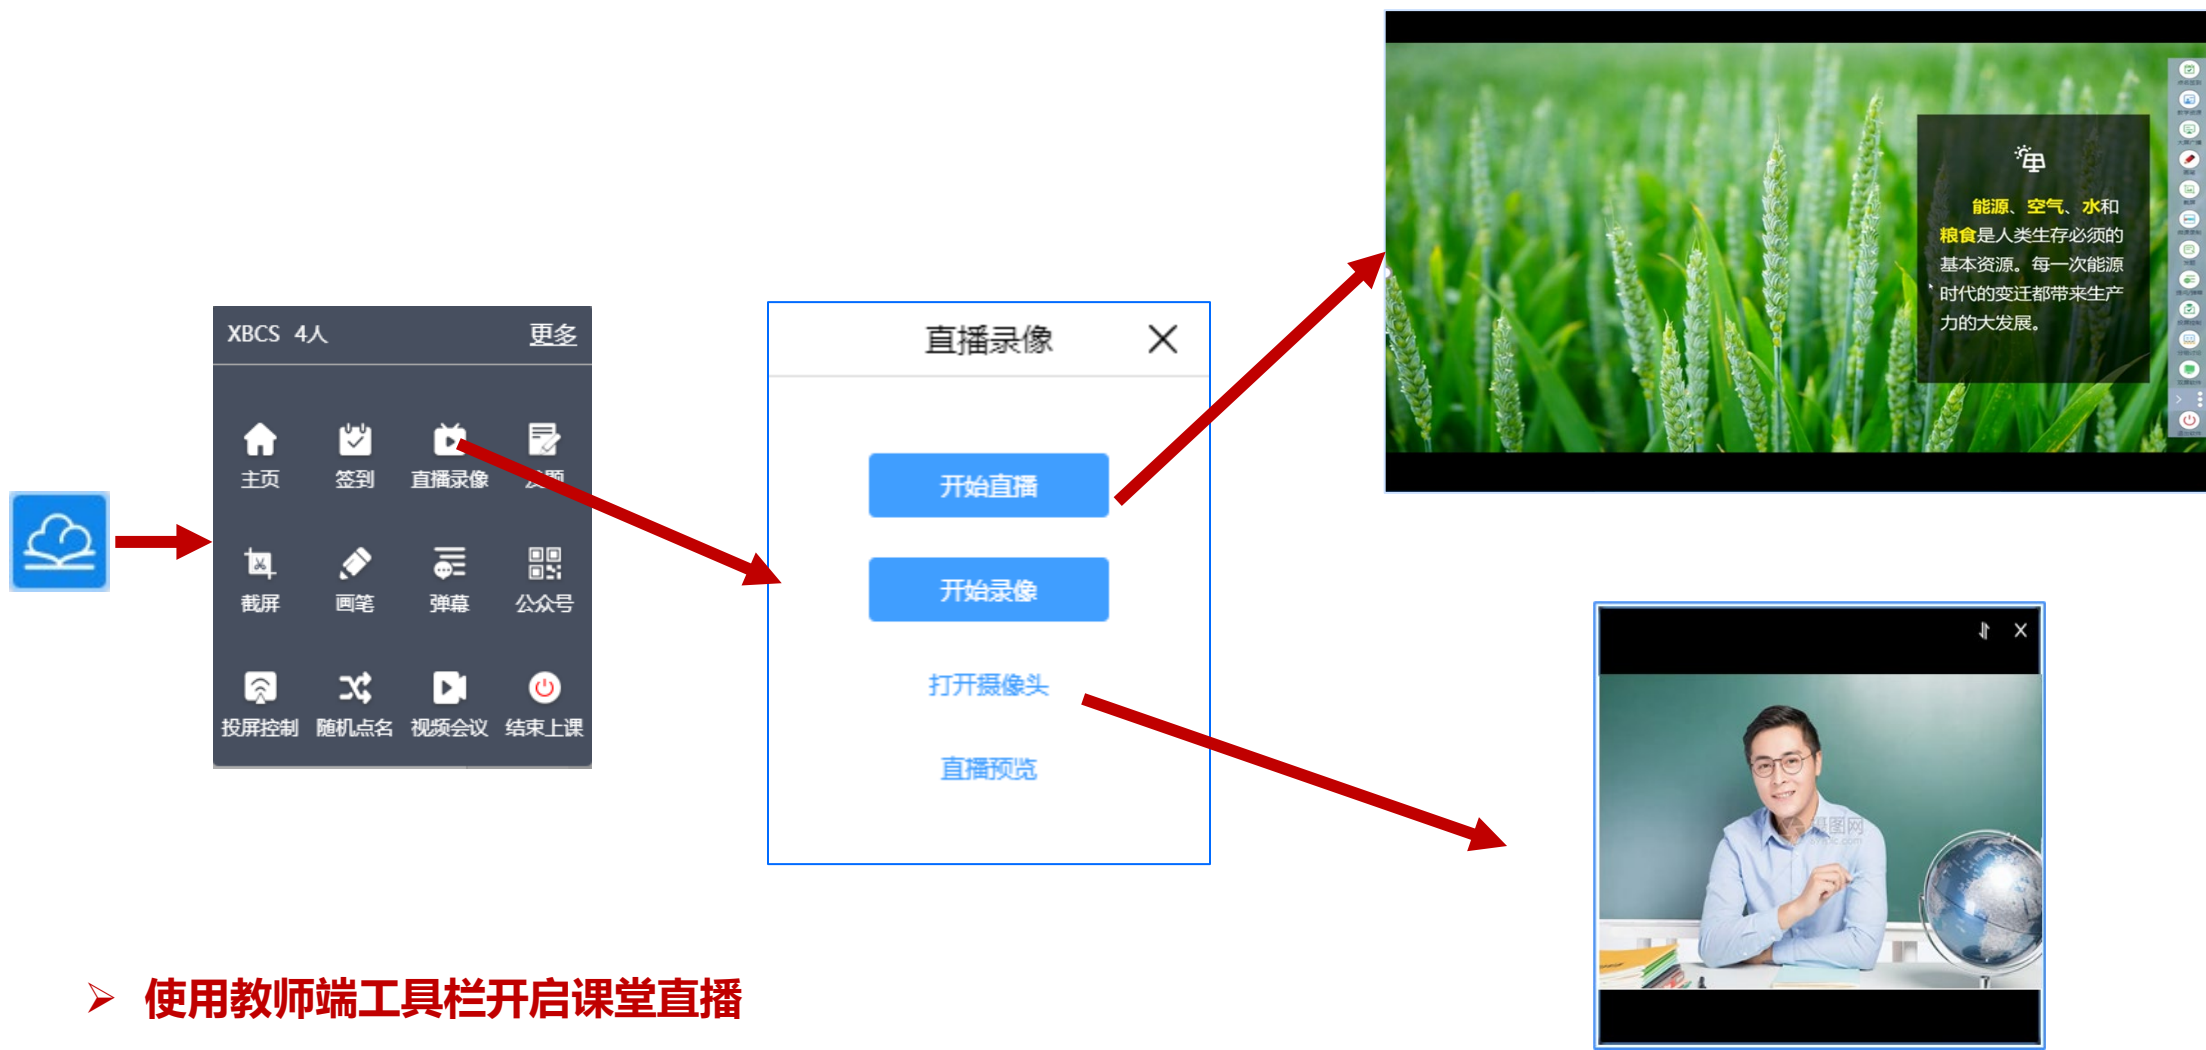 XBCS 4人 更多
主页 签到 直播录像
截屏 画笔 弹幕 公众号
投屏控制 随机点名 视频会议 结束上课
直播录像
开始直播
开始录像
打开摄像头
直播预览
能源、空气、水和
粮食是人类生存必须的
基本资源。每一次能源
时代的变迁都带来生产
力的大发展。
摄图网
使用教师端工具栏开启课堂直播